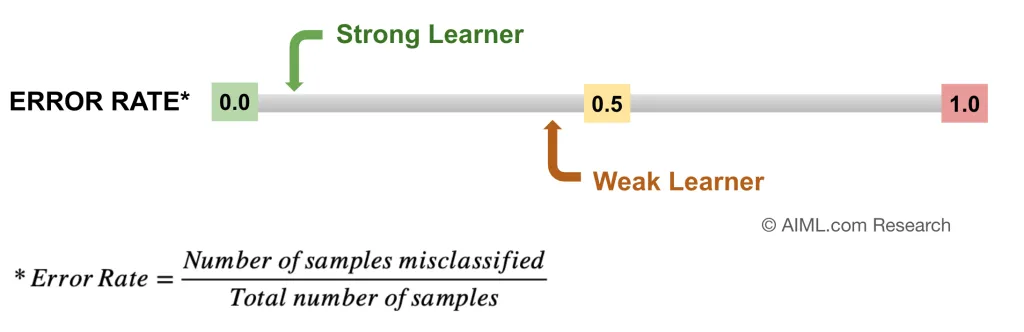 Strong Learner
ERROR RATE* 0.0 0.5 1.0
Weak Learner
© AIML.com Research
* Error Rate = Number of samples misclassified
Total number of samples